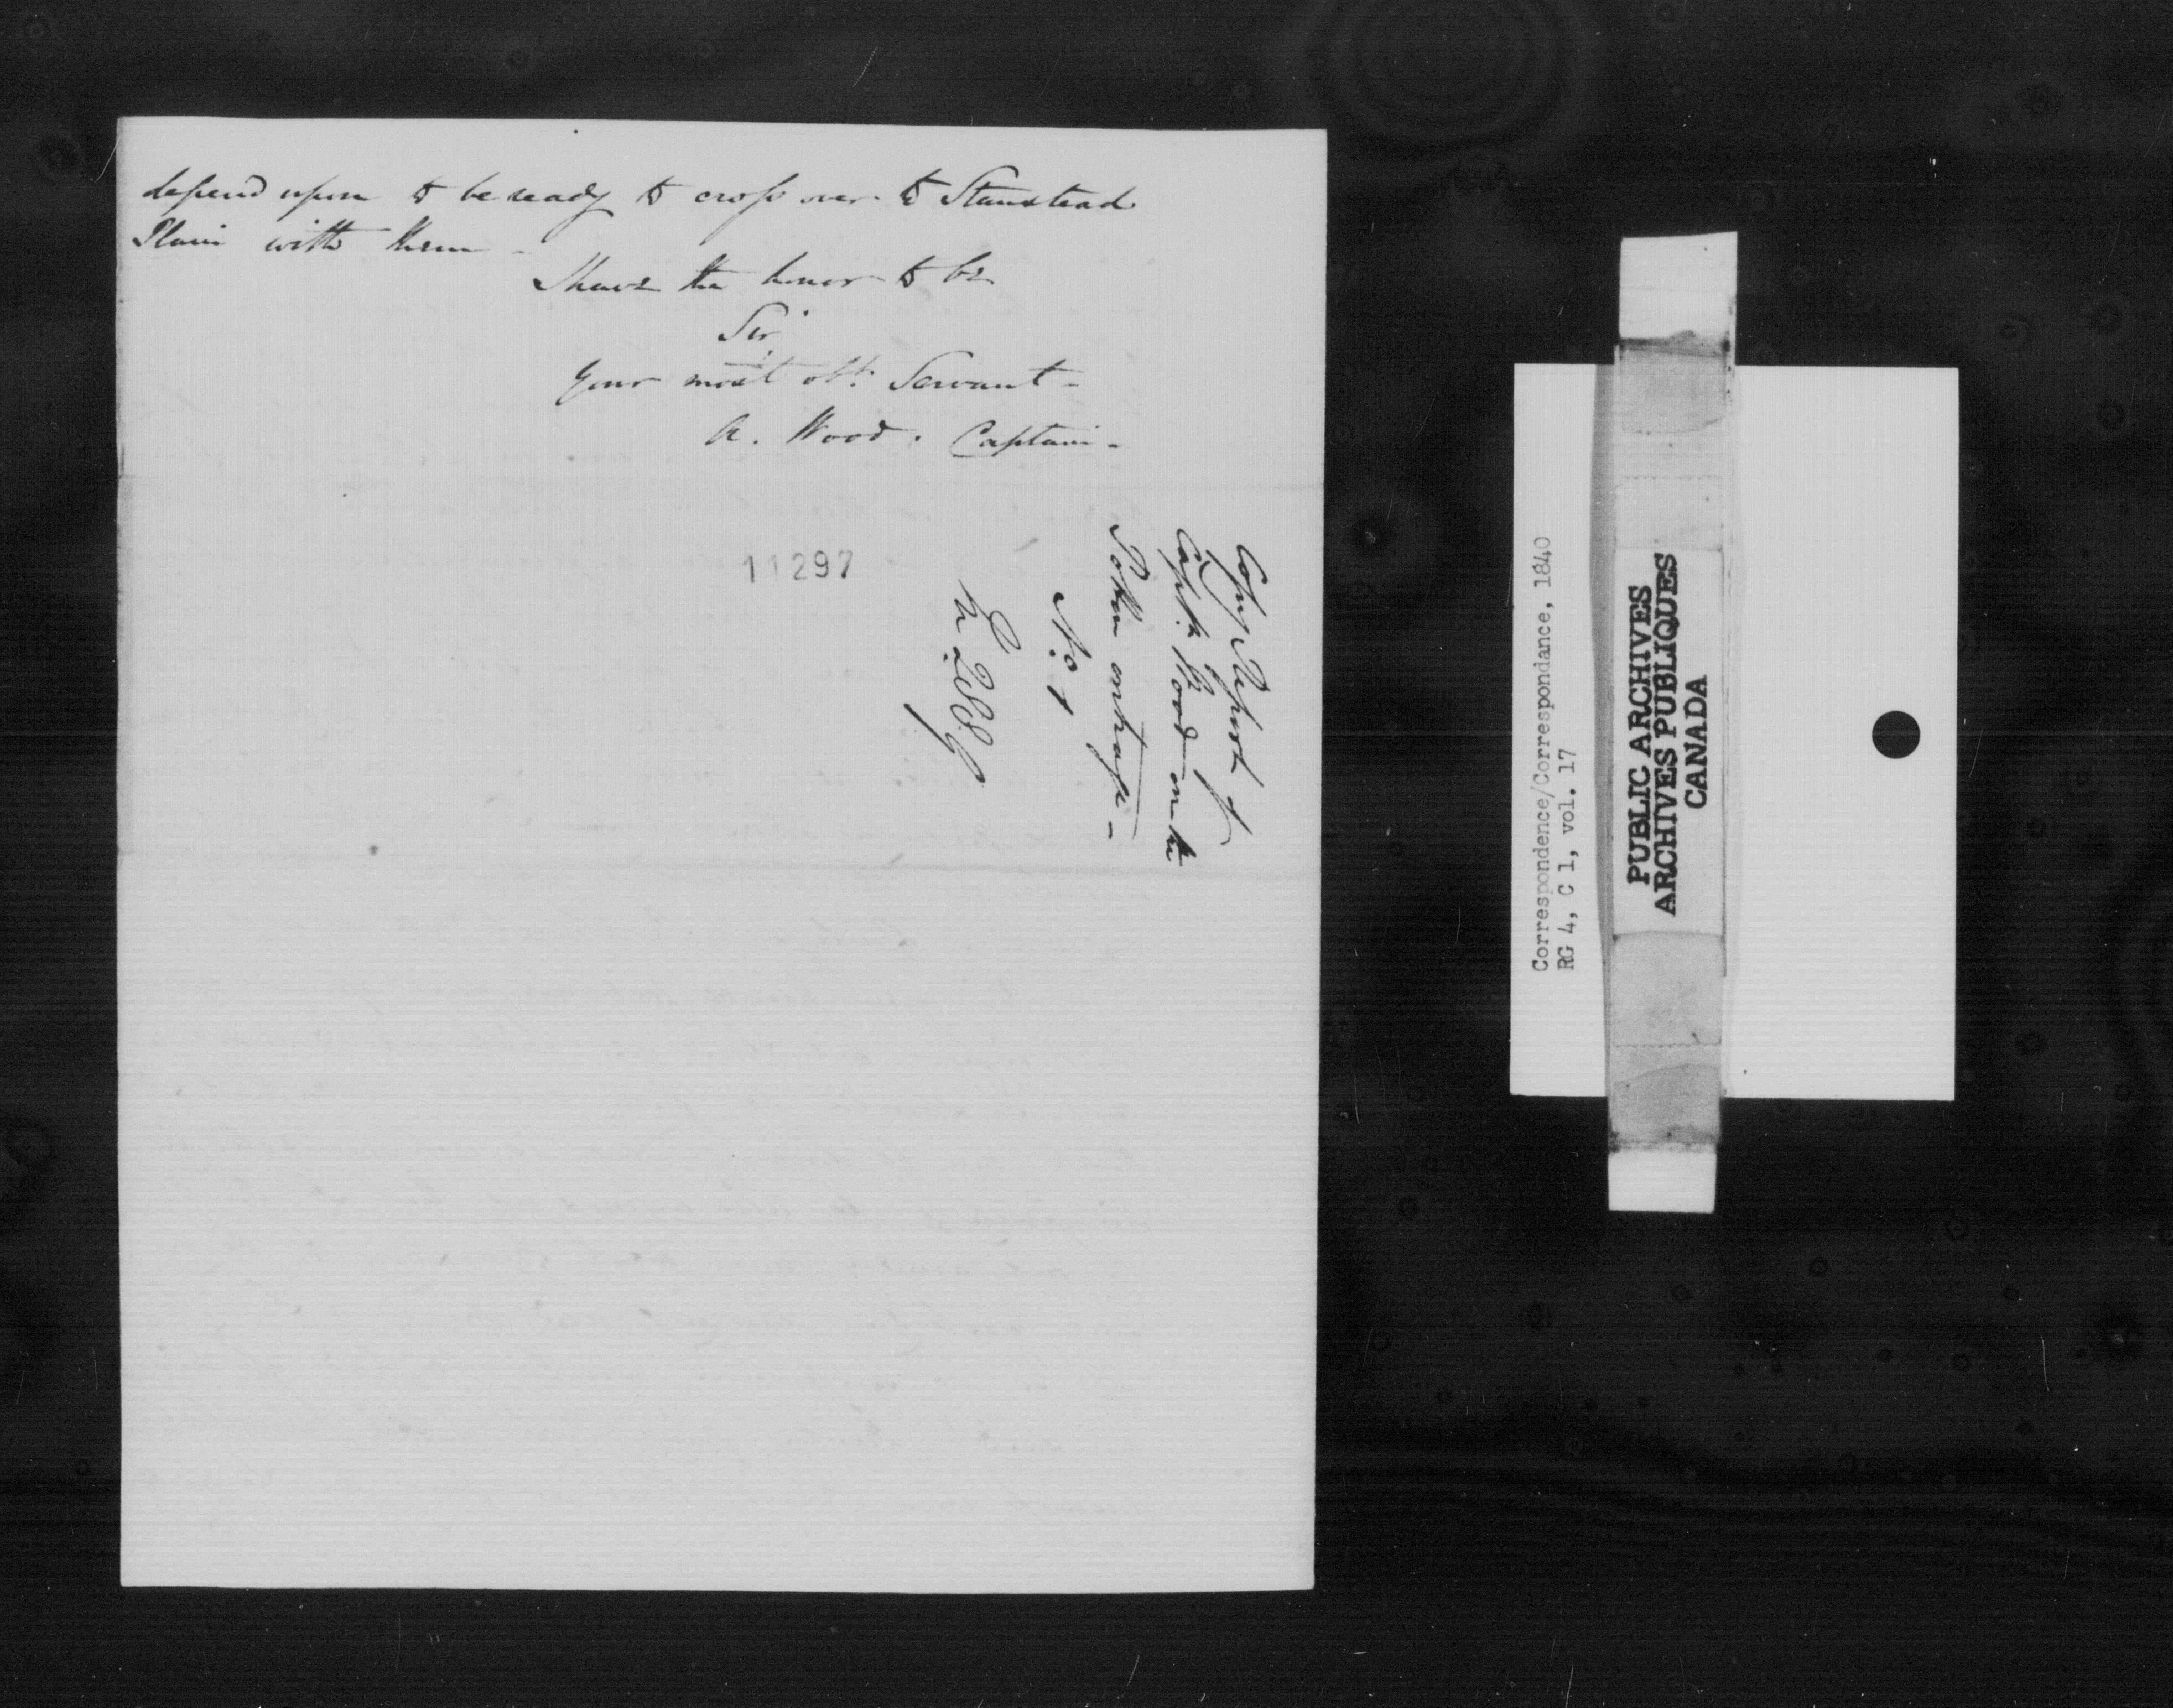 depend upon to be ready to cross over to Stanstead
Plain with them -
I have the honor to be
Sir
Your most obt. Servant -
A. Wood. Captain -
11297
Copy Report of
Captn. Wood on the
Potton outrage -
No. 1
Correspondence/Correspondance, 1840
RG 4, C 1, vol. 17
PUBLIC ARCHIVES
ARCHIVES PUBLIQUES
CANADA